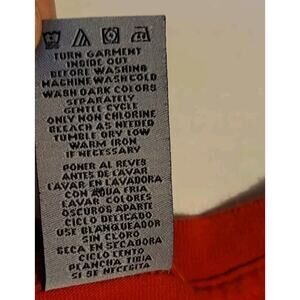 TURN GARMENT
INSIDE OUT
BEFORE WASHING
MACHINE WASH COLD
WASH DARK COLORS
SEPARATELY
GENTLE CYCLE
ONLY NON CHLORINE
BLEACH AS NEEDED
TUMBLE DRY LOW
WARM IRON
IF NECESSARY
PONER AL REVES
ANTES DE LAVAR
LAVAR EN LAVADORA
CON AGUA FRIA
LAVAR COLORES
OSCUROS APARTE
CICLO DELICADO
USE BLANQUEADOR
SIN CLORO
SECA EN SECADORA
CICLO LENTO
PLANCHA TIBIA
SI SE NECESITA